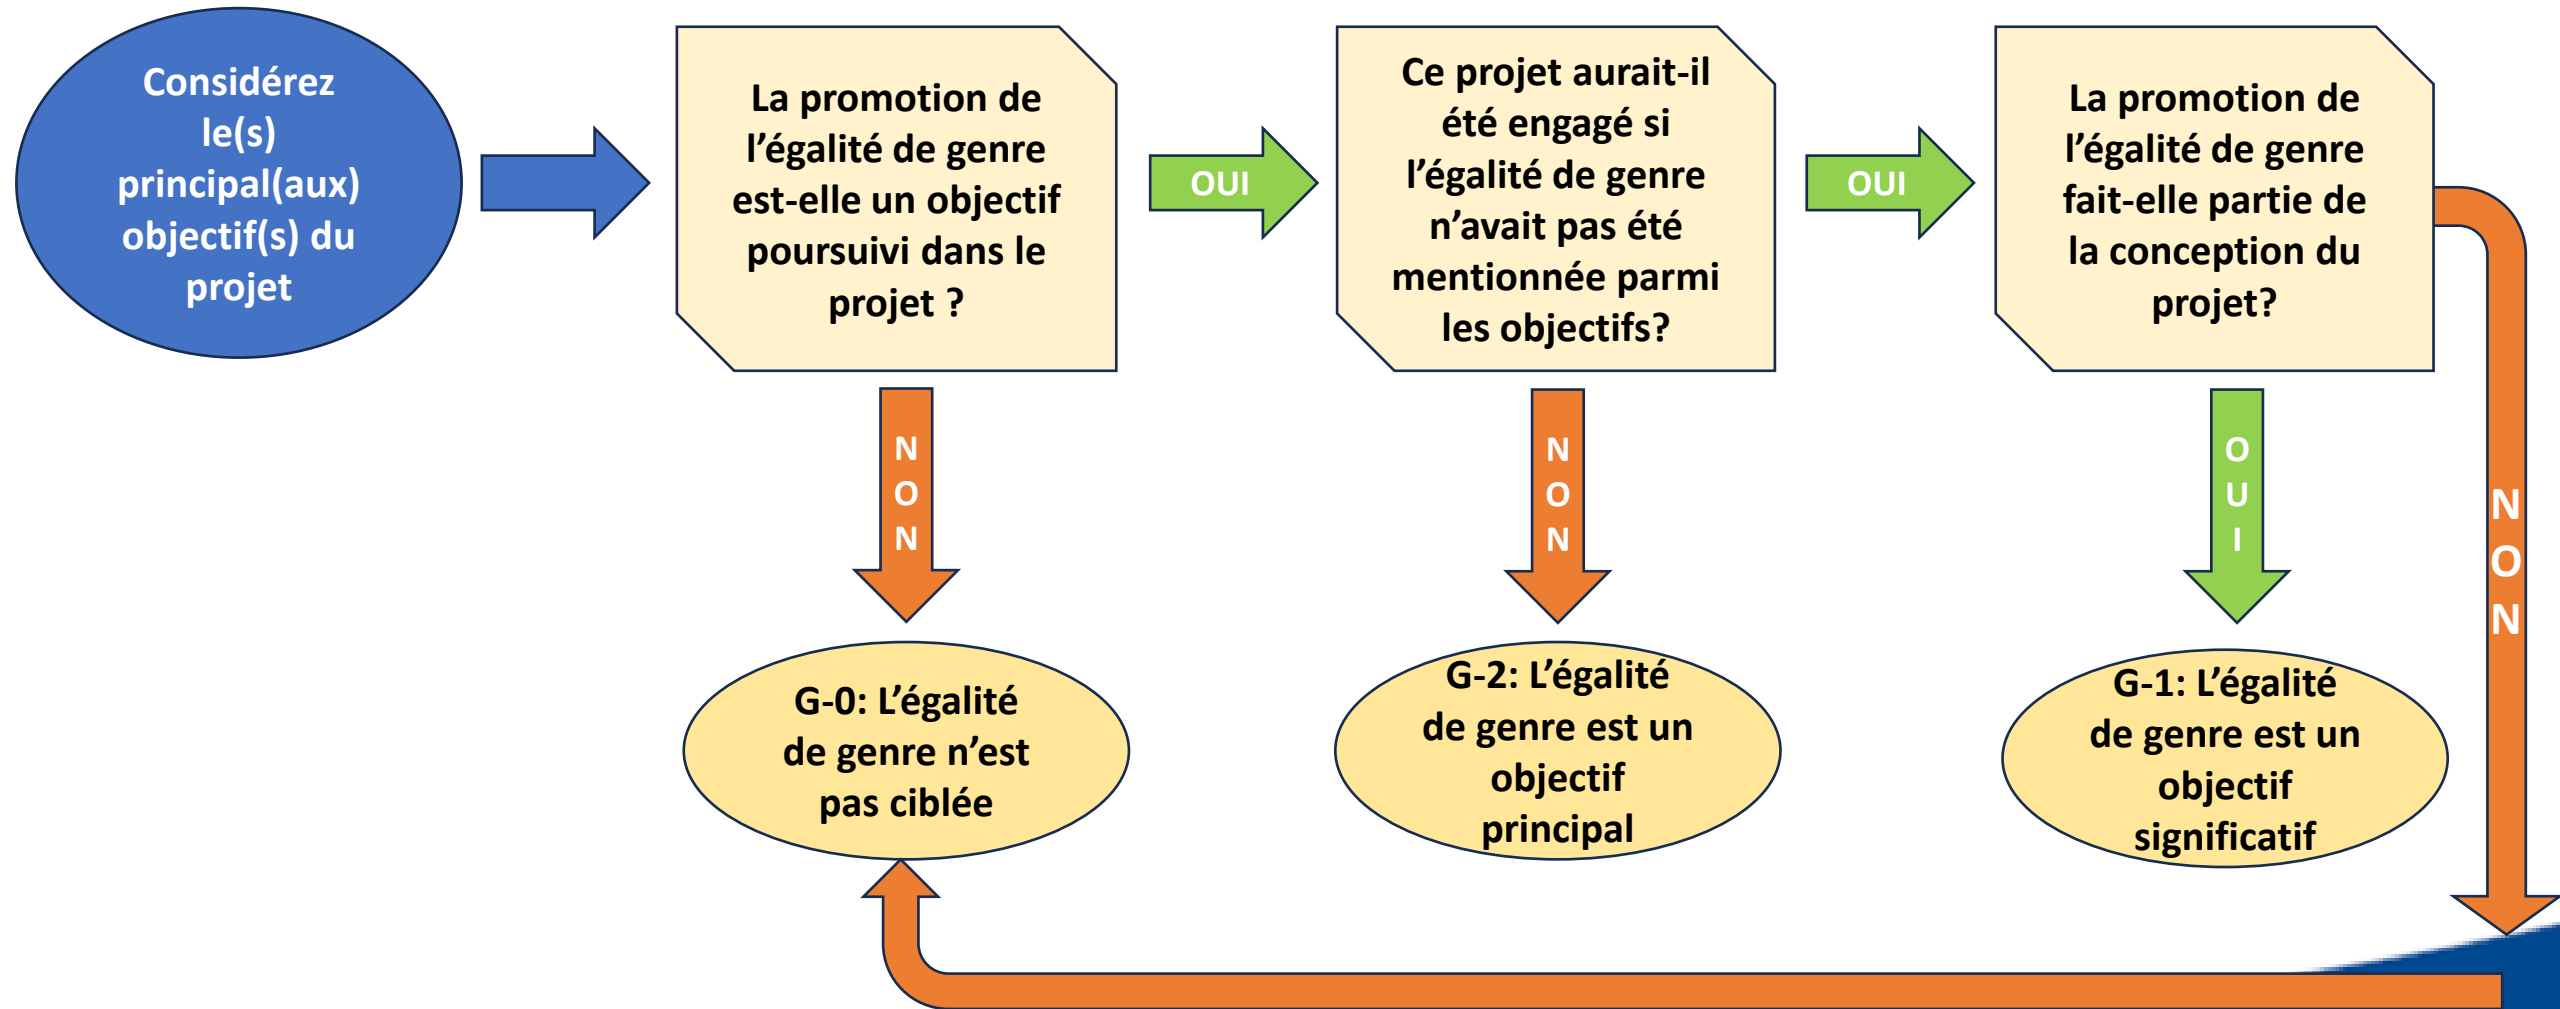 Considérez
le(s)
principal(aux)
objectif(s) du
projet
La promotion de
l’égalité de genre
est-elle un objectif
poursuivi dans le
projet ?
OUI
Ce projet aurait-il
été engagé si
l’égalité de genre
n’avait pas été
mentionnée parmi
les objectifs?
OUI
La promotion de
l’égalité de genre
fait-elle partie de
la conception du
projet?
N
O
N
N
O
N
O
U
I
N
O
N
G-0: L’égalité
de genre n’est
pas ciblée
G-2: L’égalité
de genre est un
objectif
principal
G-1: L’égalité
de genre est un
objectif
significatif